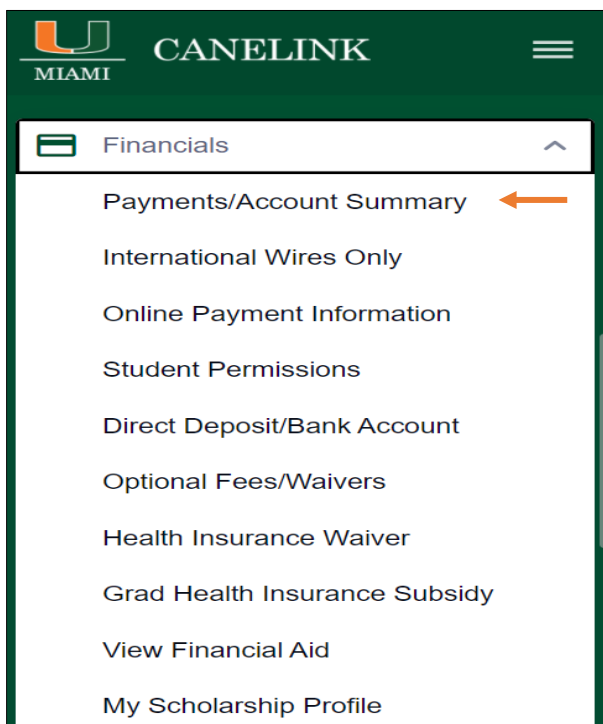 CANELINK
MIAMI
Financials
Payments/Account Summary
International Wires Only
Online Payment Information
Student Permissions
Direct Deposit/Bank Account
Optional Fees/Waivers
Health Insurance Waiver
Grad Health Insurance Subsidy
View Financial Aid
My Scholarship Profile